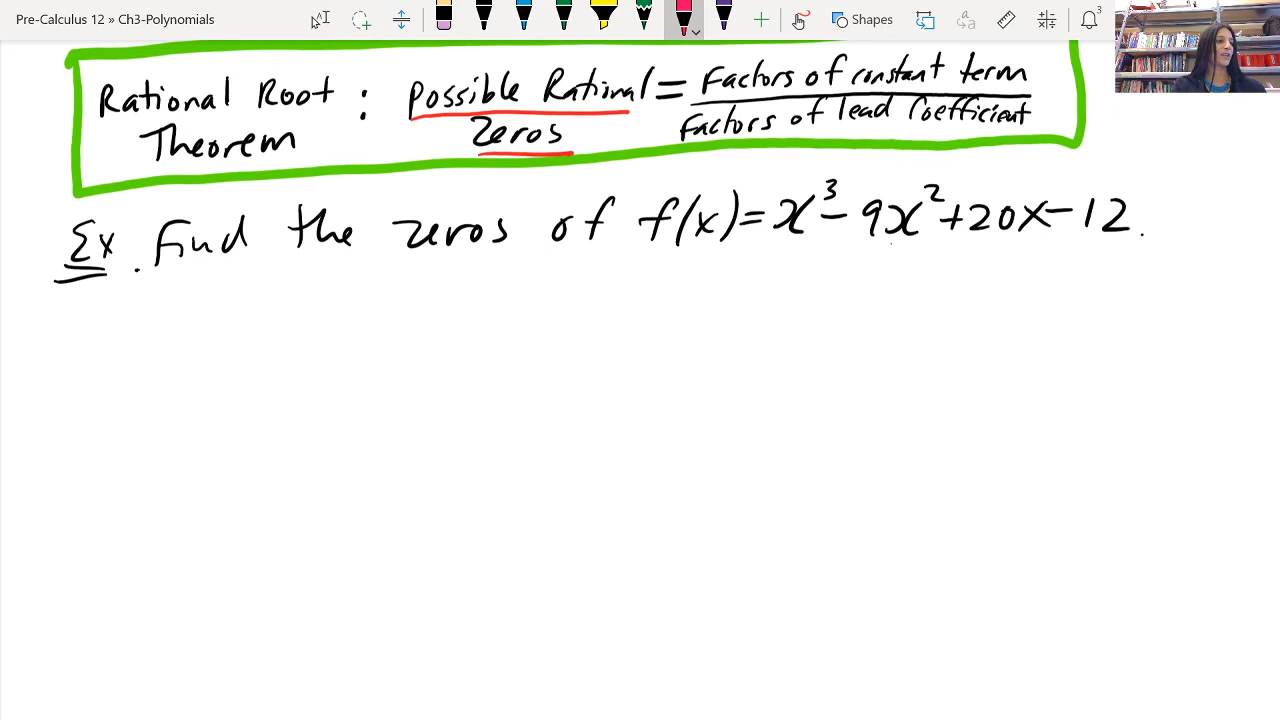 Pre-Calculus 12 » Ch3-Polynomials
Shapes
3
Rational Root Theorem : Possible Rational Zeros = Factors of constant term / Factors of lead Coefficient
Ex. Find the zeros of f(x)= x³- 9x²+20x-12.